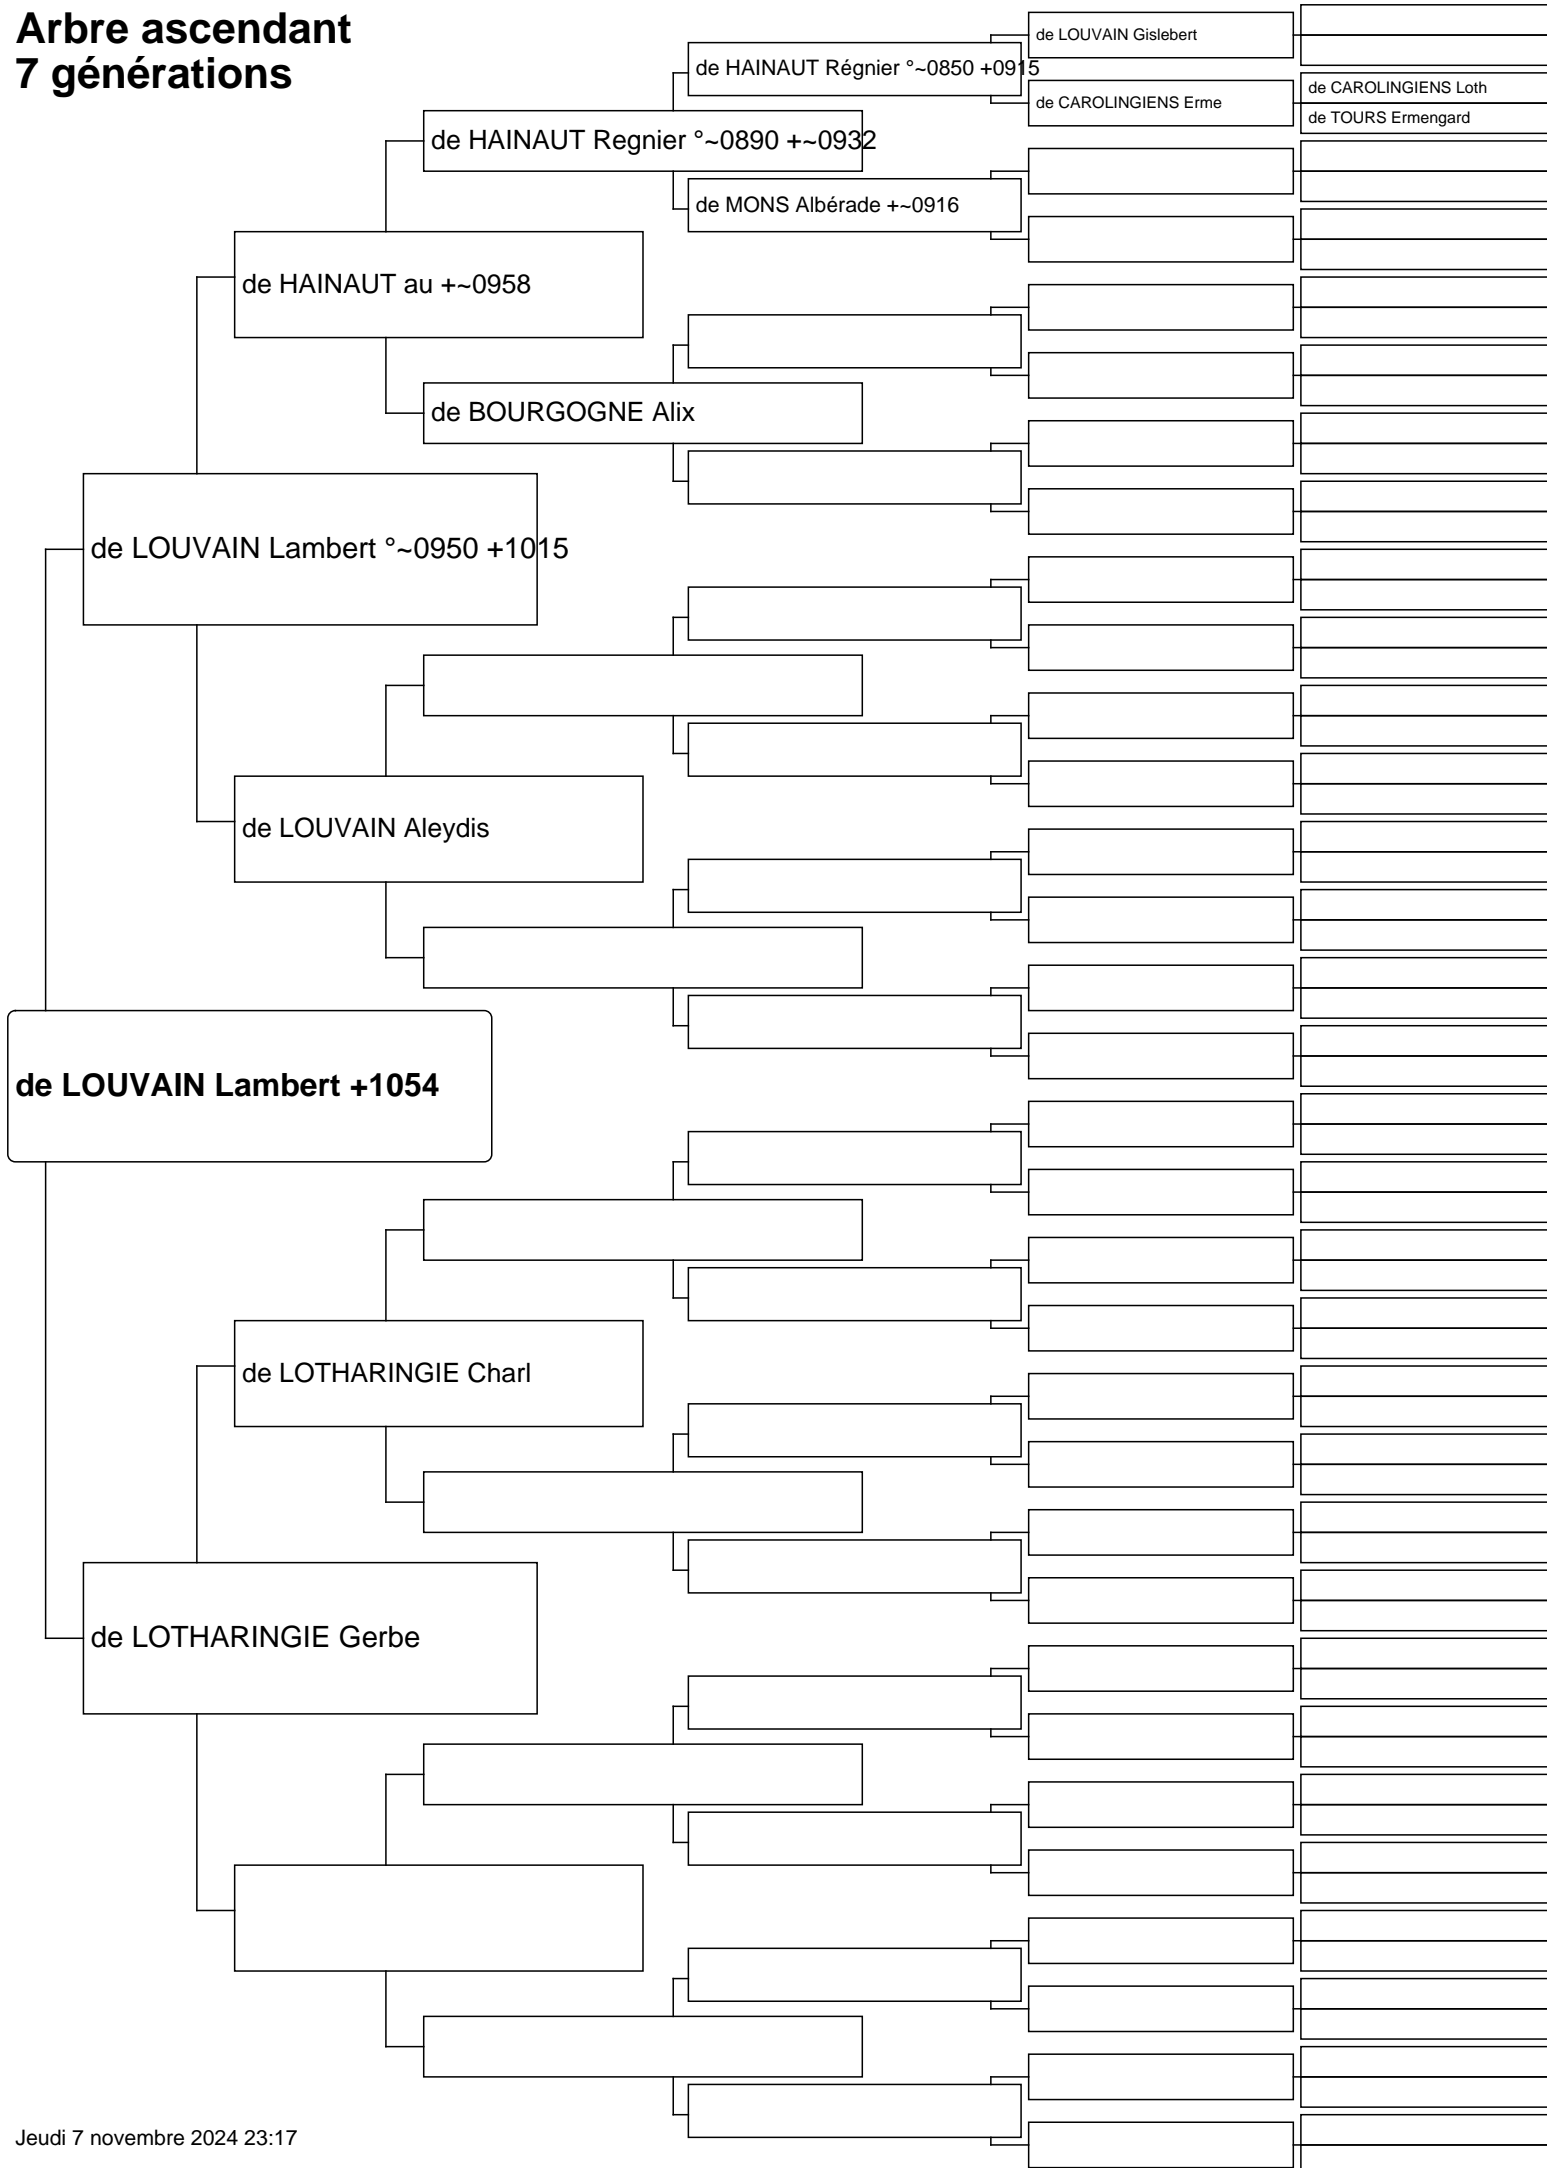 Arbre ascendant
7 générations
de LOUVAIN Gislebert
de HAINAUT Régnier °~0850 +0915
de CAROLINGIENS Loth
de CAROLINGIENS Erme
de TOURS Ermengard
de HAINAUT Regnier °~0890 +~0932
de MONS Albérade +~0916
de HAINAUT au +~0958
de BOURGOGNE Alix
de LOUVAIN Lambert °~0950 +1015
de LOUVAIN Aleydis
de LOUVAIN Lambert +1054
de LOTHARINGIE Charl
de LOTHARINGIE Gerbe
Jeudi 7 novembre 2024 23:17